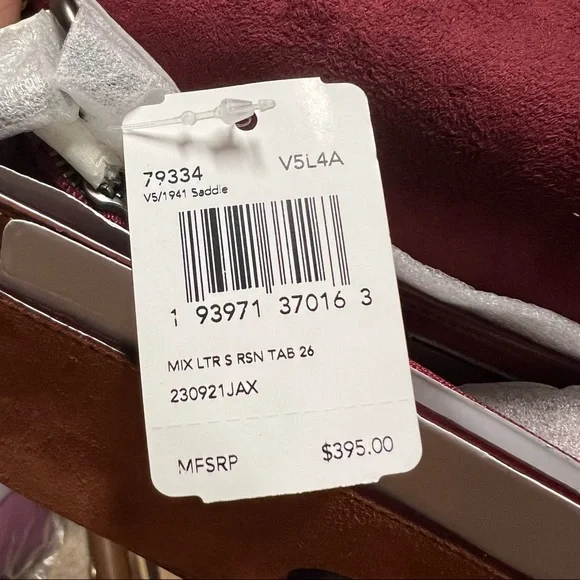 79334 V5L4A
V5/1941 Saddle
1 93971 37016 3
MIX LTR S RSN TAB 26
230921JAX
MFSRP $395.00